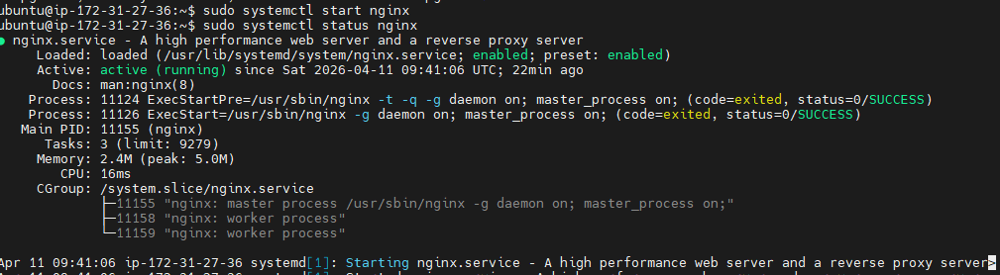 ubuntu@ip-172-31-27-36:~$ sudo systemctl start nginx
ubuntu@ip-172-31-27-36:~$ sudo systemctl status nginx
● nginx.service - A high performance web server and a reverse proxy server
     Loaded: loaded (/usr/lib/systemd/system/nginx.service; enabled; preset: enabled)
     Active: active (running) since Sat 2026-04-11 09:41:06 UTC; 22min ago
       Docs: man:nginx(8)
    Process: 11124 ExecStartPre=/usr/sbin/nginx -t -q -g daemon on; master_process on; (code=exited, status=0/SUCCESS)
    Process: 11126 ExecStart=/usr/sbin/nginx -g daemon on; master_process on; (code=exited, status=0/SUCCESS)
   Main PID: 11155 (nginx)
      Tasks: 3 (limit: 9279)
     Memory: 2.4M (peak: 5.0M)
        CPU: 16ms
     CGroup: /system.slice/nginx.service
             ├─11155 "nginx: master process /usr/sbin/nginx -g daemon on; master_process on;"
             ├─11158 "nginx: worker process"
             └─11159 "nginx: worker process"
Apr 11 09:41:06 ip-172-31-27-36 systemd[1]: Starting nginx.service - A high performance web server and a reverse proxy server>